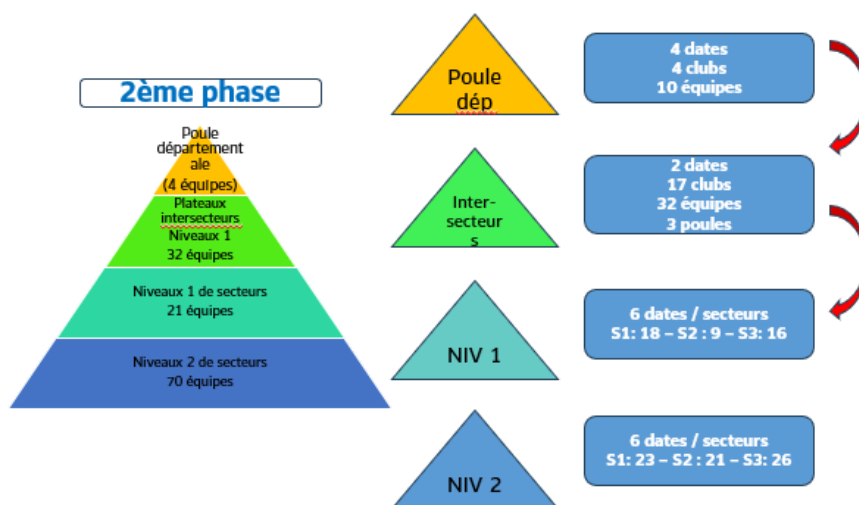 2ème phase
Poule
département
ale
(4 équipes)
Plateaux
intersecteurs
Niveaux 1
32 équipes
Niveaux 1 de secteurs
21 équipes
Niveaux 2 de secteurs
70 équipes
Poule
dép
4 dates
4 clubs
10 équipes
Inter-
secteur
s
2 dates
17 clubs
32 équipes
3 poules
NIV 1
6 dates / secteurs
S1: 18 – S2 : 9 – S3: 16
NIV 2
6 dates / secteurs
S1: 23 – S2 : 21 – S3: 26